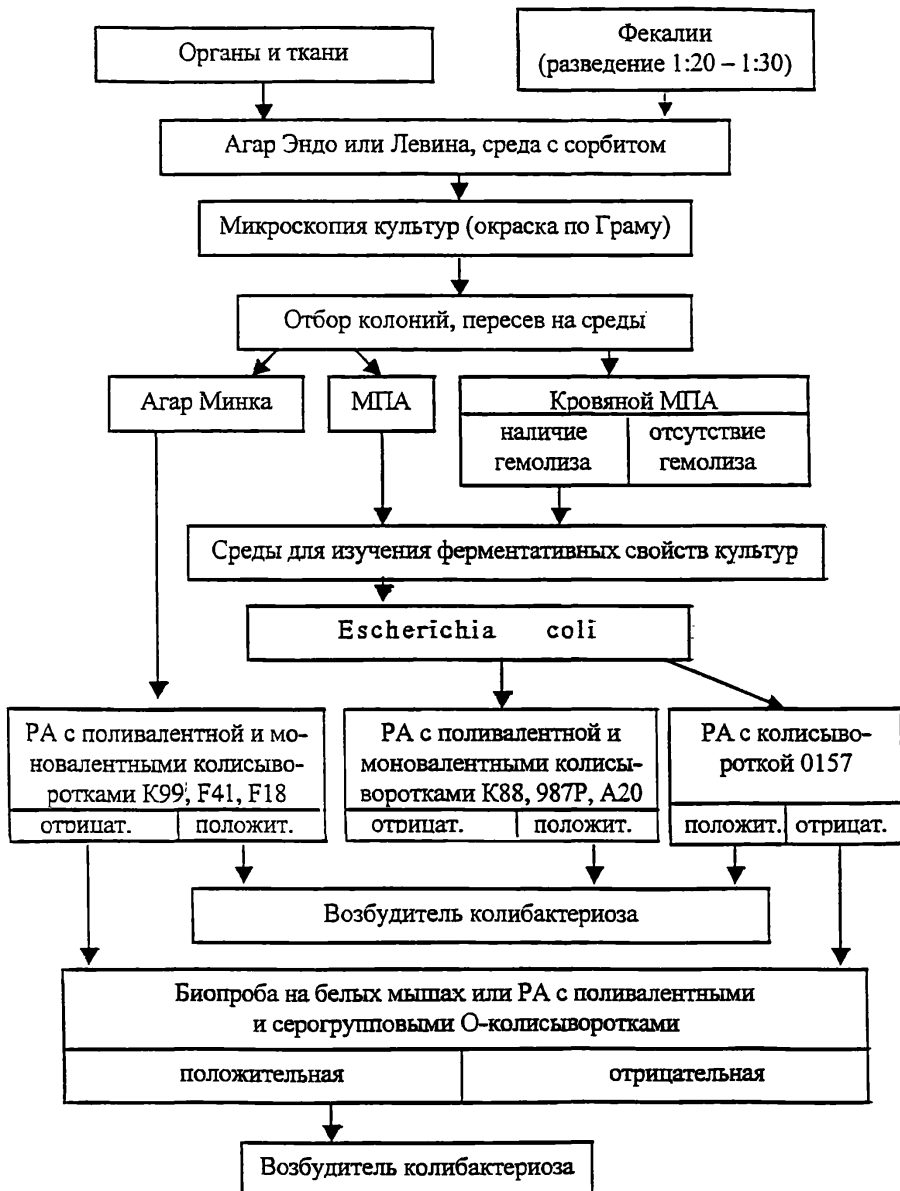 Органы и ткани
Фекалии
(разведение 1:20 – 1:30)
Агар Эндо или Левина, среда с сорбитом
Микроскопия культур (окраска по Граму)
Отбор колоний, пересев на среды
Агар Минка
МПА
Кровяной МПА
наличие
гемолиза
отсутствие
гемолиза
Среды для изучения ферментативных свойств культур
Escherichia coli
РА с поливалентной и мо-
новалентными колисыво-
ротками К99, F41, F18
отрицат.
положит.
РА с поливалентной и
моновалентными колисы-
воротками К88, 987Р, А20
отрицат.
положит.
РА с колисыво-
роткой 0157
положит.
отрицат.
Возбудитель колибактериоза
Биопроба на белых мышах или РА с поливалентными
и серогрупповыми О-колисыворотками
положительная
отрицательная
Возбудитель колибактериоза